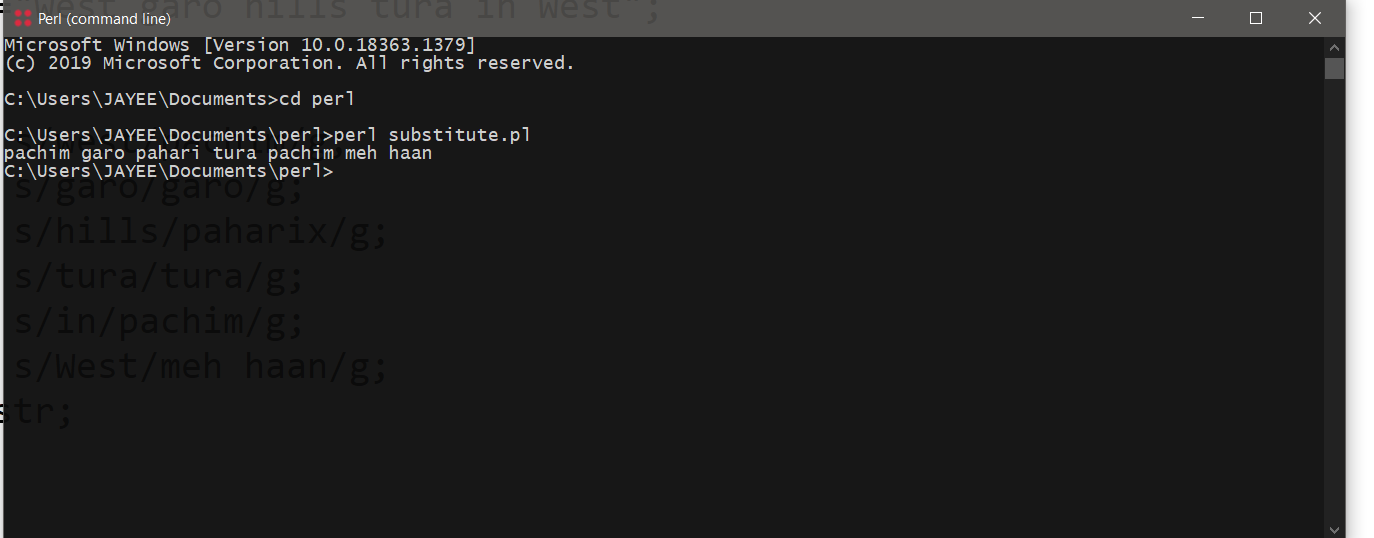 ="West garo hills tura in West";
Perl (command line)
Microsoft Windows [Version 10.0.18363.1379]
(c) 2019 Microsoft Corporation. All rights reserved.
C:\Users\JAYEE\Documents>cd perl
C:\Users\JAYEE\Documents\perl>perl substitute.pl
pachim garo pahari tura pachim meh haan
C:\Users\JAYEE\Documents\perl>
s/garo/garo/g;
s/hills/paharix/g;
s/tura/tura/g;
s/in/pachim/g;
s/West/meh haan/g;
str;